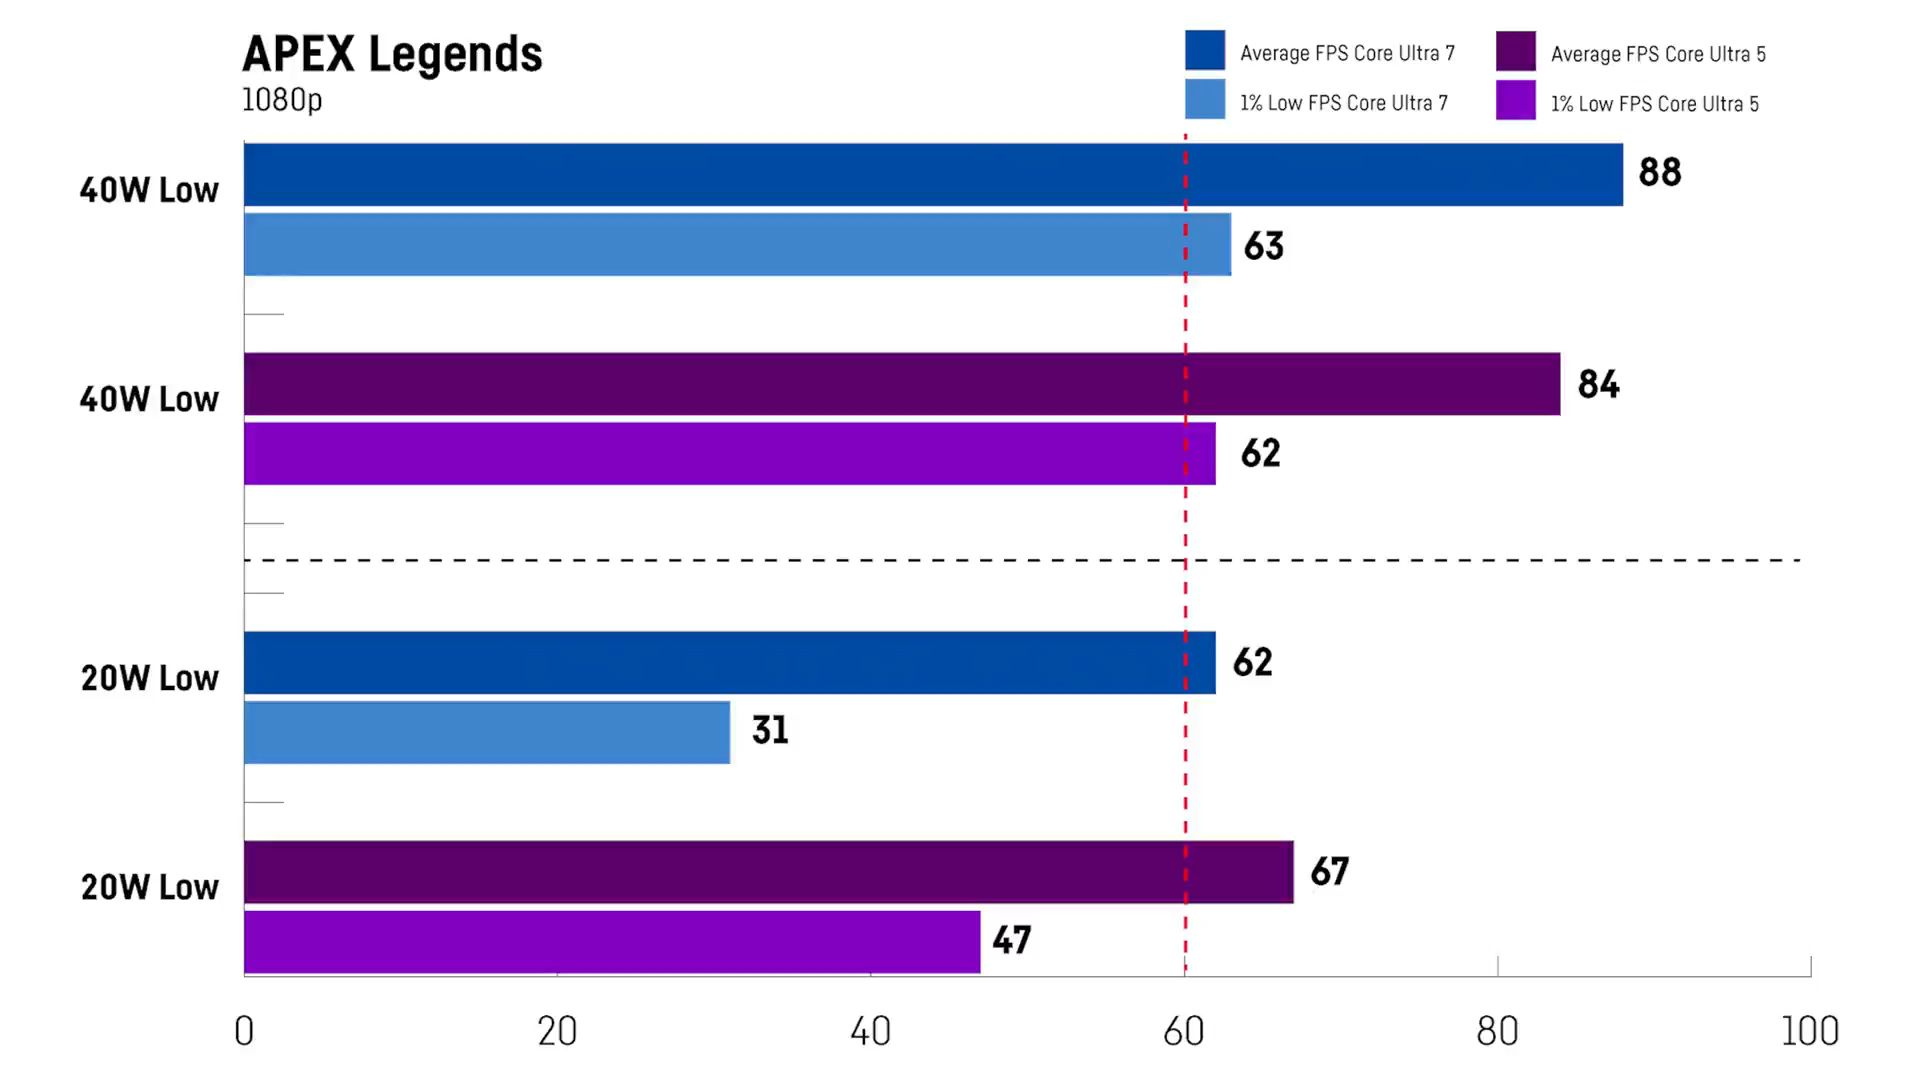 APEX Legends
1080p
Average FPS Core Ultra 7
Average FPS Core Ultra 5
1% Low FPS Core Ultra 7
1% Low FPS Core Ultra 5
40W Low
88
63
40W Low
84
62
20W Low
62
31
20W Low
67
47
0 20 40 60 80 100